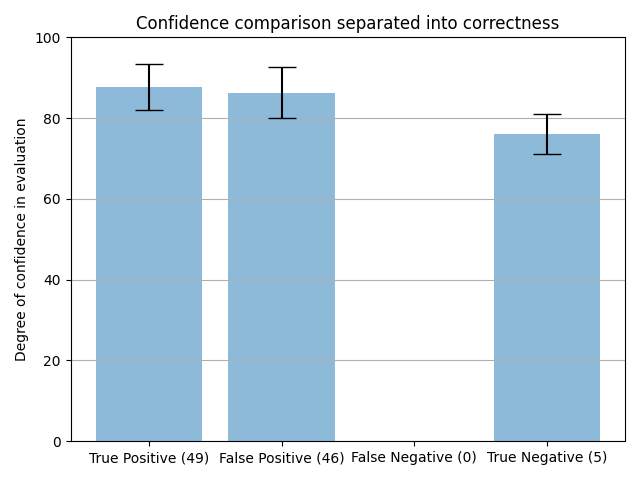 Confidence comparison separated into correctness
100
80
60
40
20
0
Degree of confidence in evaluation
True Positive (49)
False Positive (46)
False Negative (0)
True Negative (5)